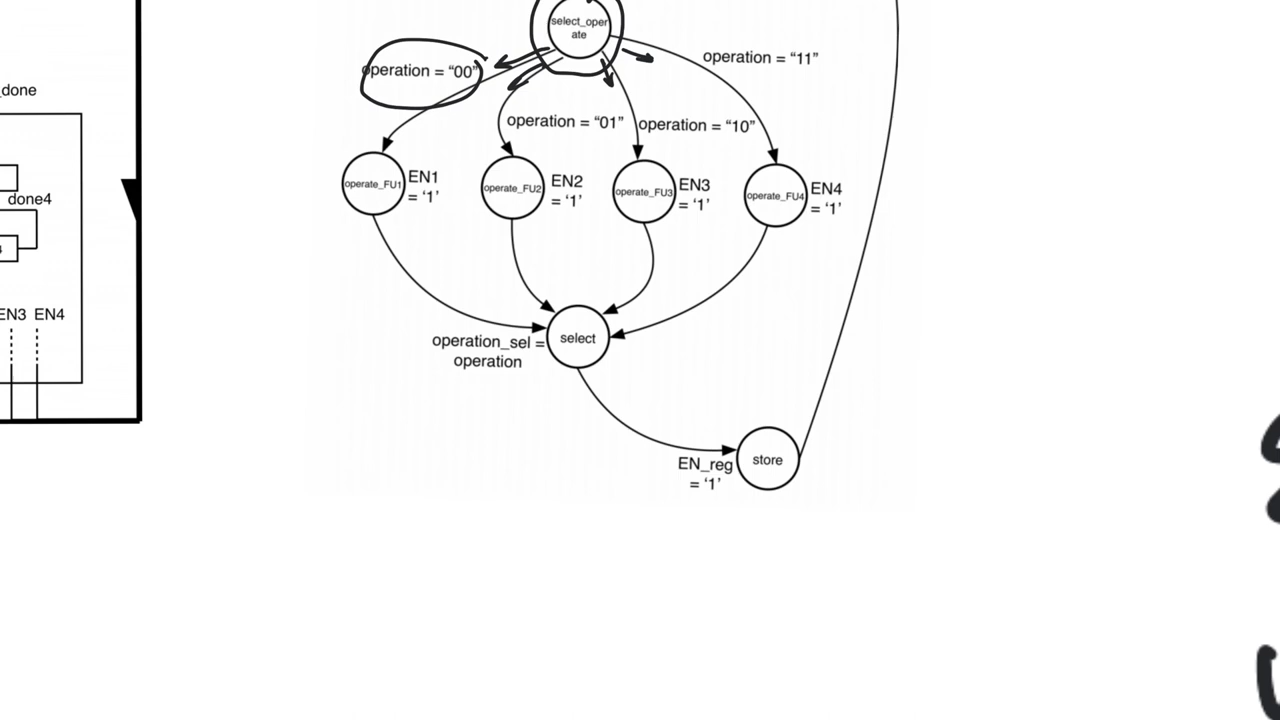 select_oper
ate
operation = “00”
operation = “11”
operation = “01”
operation = “10”
_done
done4
EN3 EN4
operate_FU1
EN1
= ‘1’
operate_FU2
EN2
= ‘1’
operate_FU3
EN3
= ‘1’
operate_FU4
EN4
= ‘1’
select
operation_sel =
operation
store
EN_reg
= ‘1’